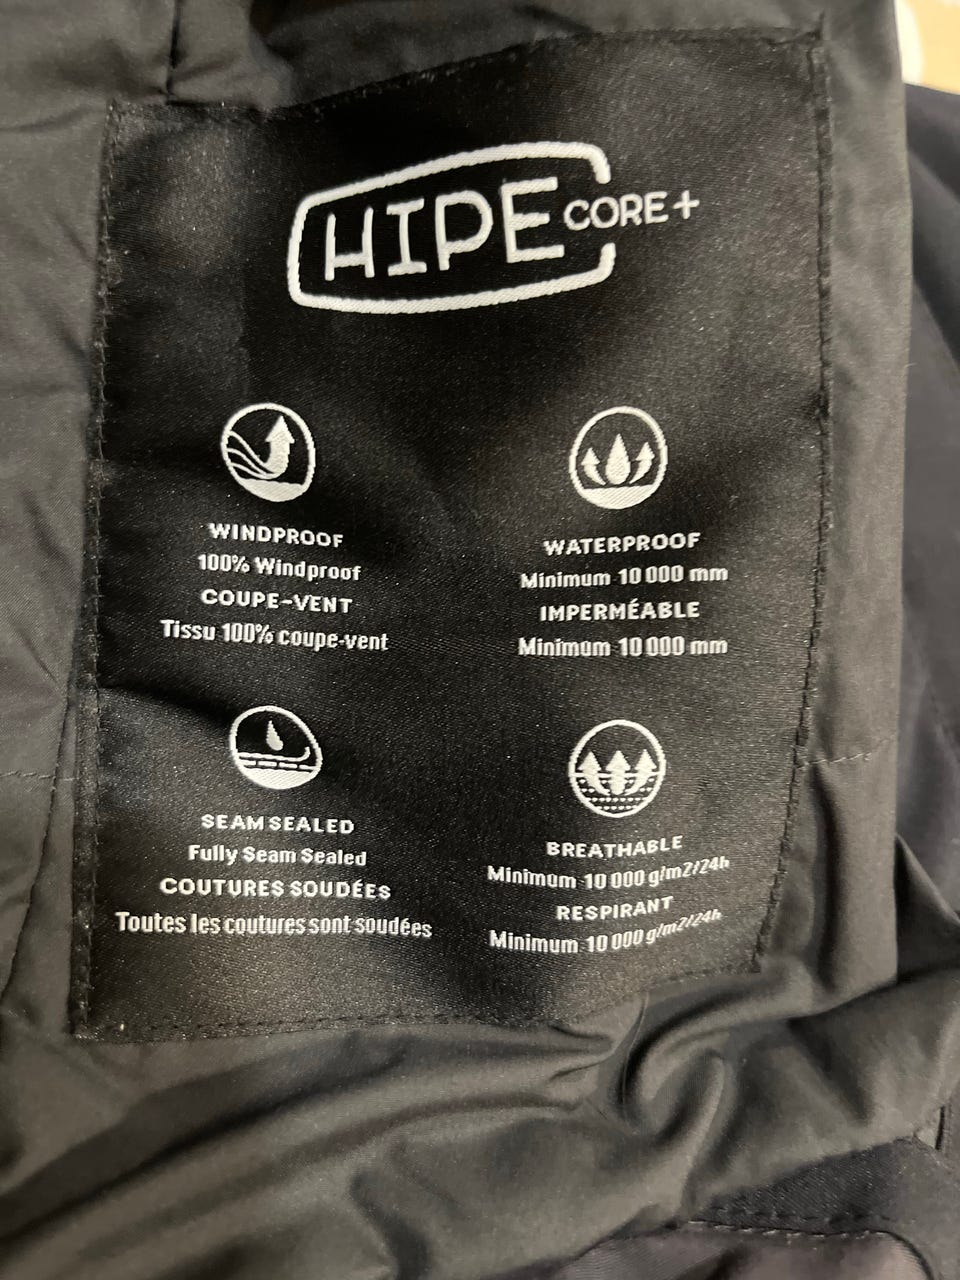 HIPE CORE+
WINDPROOF
100% Windproof
COUPE-VENT
Tissu 100% coupe-vent
WATERPROOF
Minimum 10 000 mm
IMPERMÉABLE
Minimum 10 000 mm
SEAM SEALED
Fully Seam Sealed
COUTURES SOUDÉES
Toutes les coutures sont soudées
BREATHABLE
Minimum 10 000 g/m2/24h
RESPIRANT
Minimum 10 000 g/m2/24h